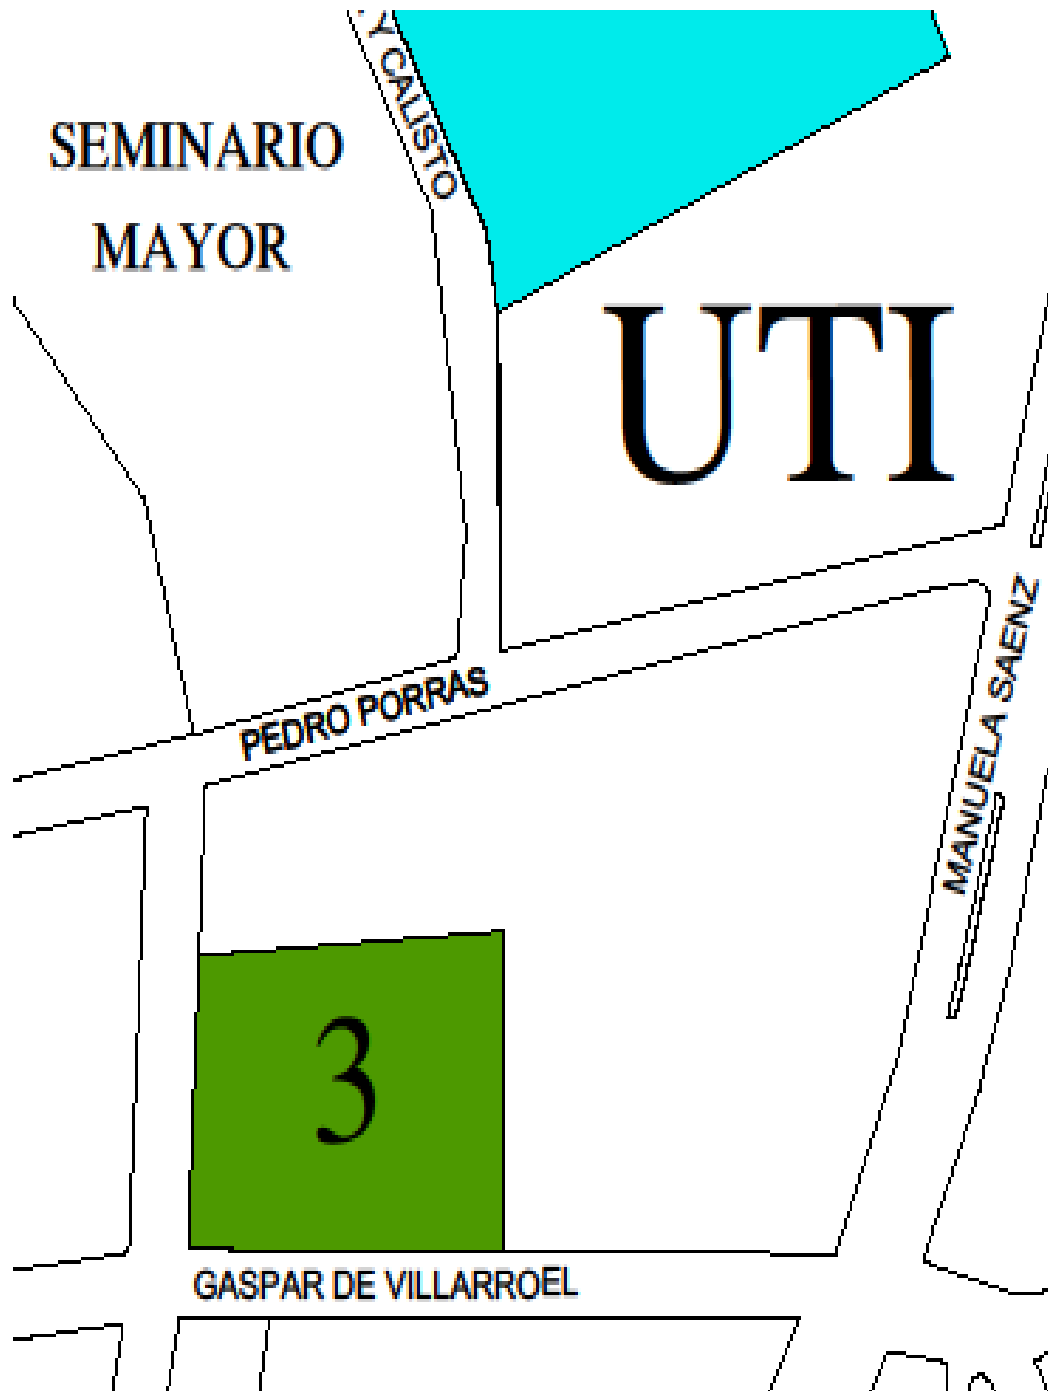 Y CALISTO
SEMINARIO
MAYOR
UTI
PEDRO PORRAS
MANUELA SAENZ
3
GASPAR DE VILLARROEL